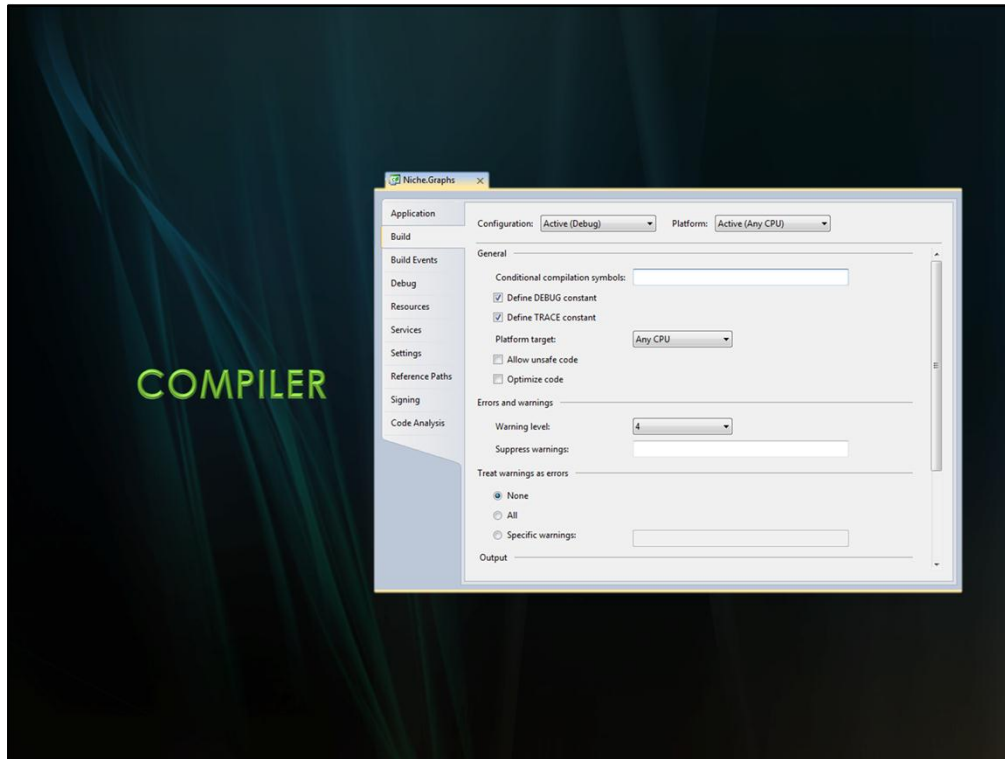 COMPILER
Niche.Graphs
Application
Build
Build Events
Debug
Resources
Services
Settings
Reference Paths
Signing
Code Analysis
Configuration: Active (Debug) Platform: Active (Any CPU)
General
Conditional compilation symbols:
Define DEBUG constant
Define TRACE constant
Platform target: Any CPU
Allow unsafe code
Optimize code
Errors and warnings
Warning level: 4
Suppress warnings:
Treat warnings as errors
None
All
Specific warnings:
Output